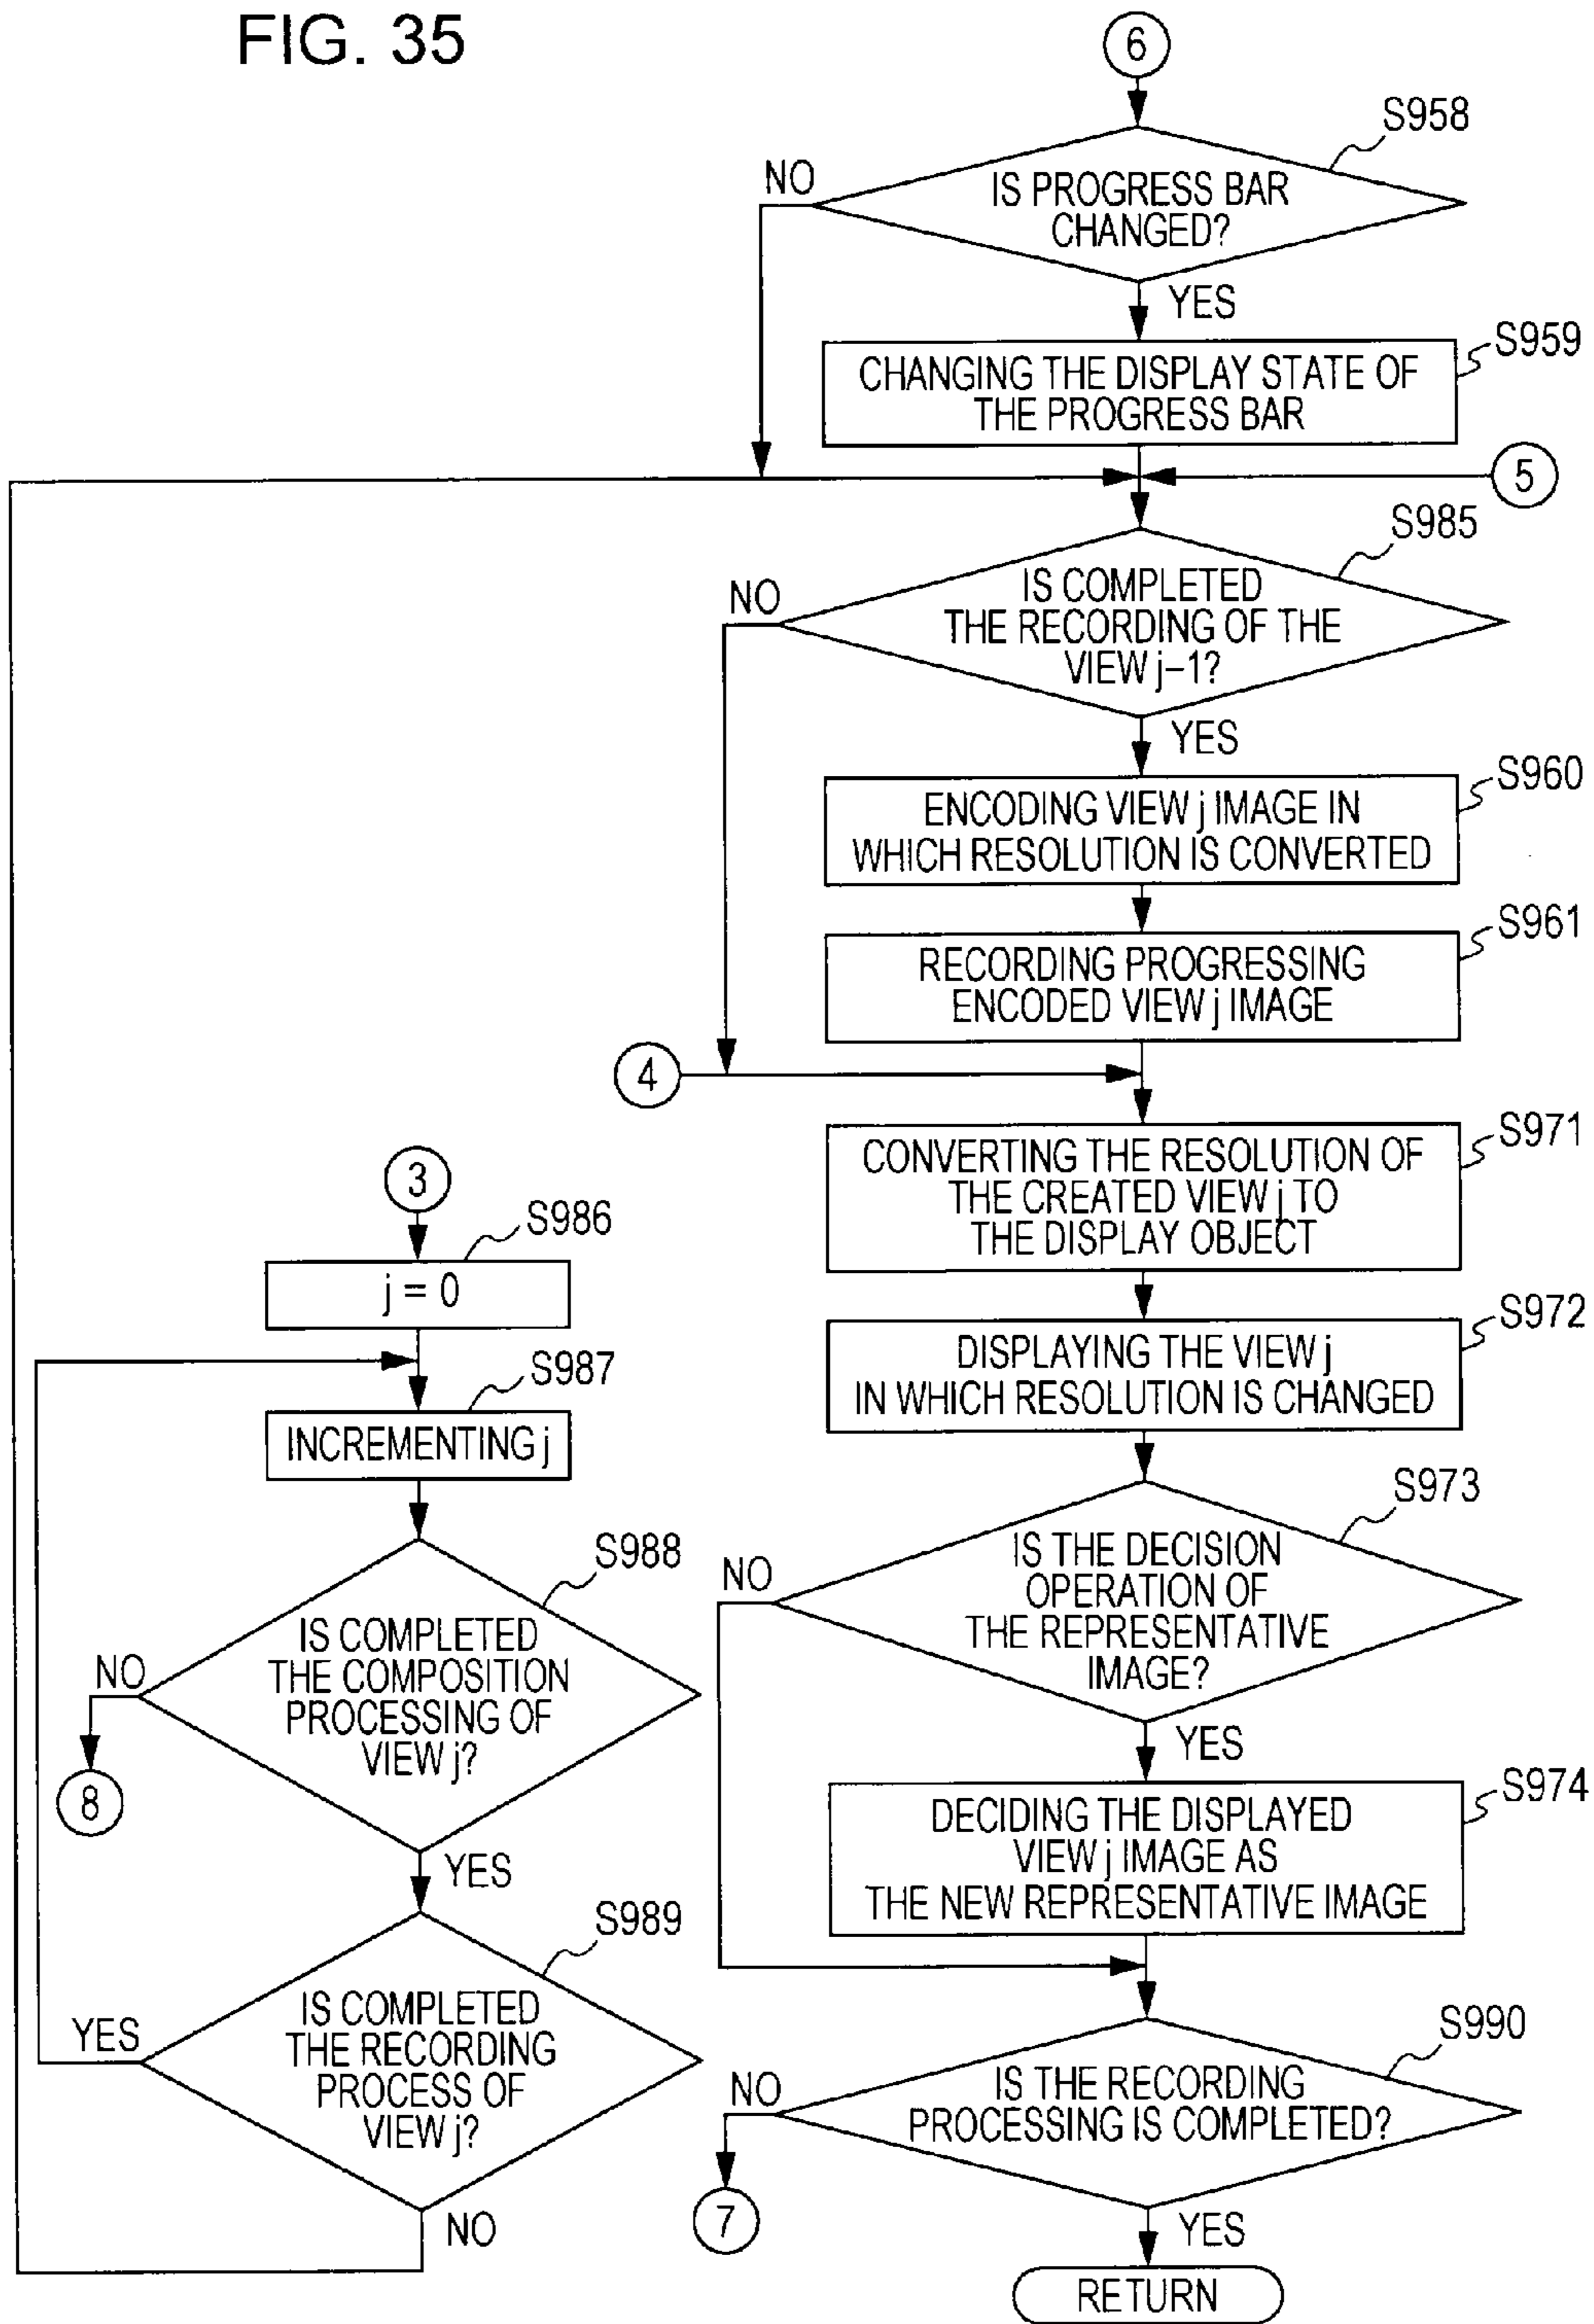 FIG. 35
6
S958
IS PROGRESS BAR
CHANGED?
NO
YES
S959
CHANGING THE DISPLAY STATE OF
THE PROGRESS BAR
5
S985
IS COMPLETED
THE RECORDING OF THE
VIEW j–1?
NO
YES
S960
ENCODING VIEW j IMAGE IN
WHICH RESOLUTION IS CONVERTED
S961
RECORDING PROGRESSING
ENCODED VIEW j IMAGE
4
S971
CONVERTING THE RESOLUTION OF
THE CREATED VIEW j TO
THE DISPLAY OBJECT
S972
DISPLAYING THE VIEW j
IN WHICH RESOLUTION IS CHANGED
S973
IS THE DECISION
OPERATION OF
THE REPRESENTATIVE
IMAGE?
NO
YES
S974
DECIDING THE DISPLAYED
VIEW j IMAGE AS
THE NEW REPRESENTATIVE IMAGE
S990
IS THE RECORDING
PROCESSING IS COMPLETED?
NO
7
YES
RETURN
3
S986
j = 0
S987
INCREMENTING j
S988
IS COMPLETED
THE COMPOSITION
PROCESSING OF
VIEW j?
NO
8
YES
S989
IS COMPLETED
THE RECORDING
PROCESS OF
VIEW j?
YES
NO